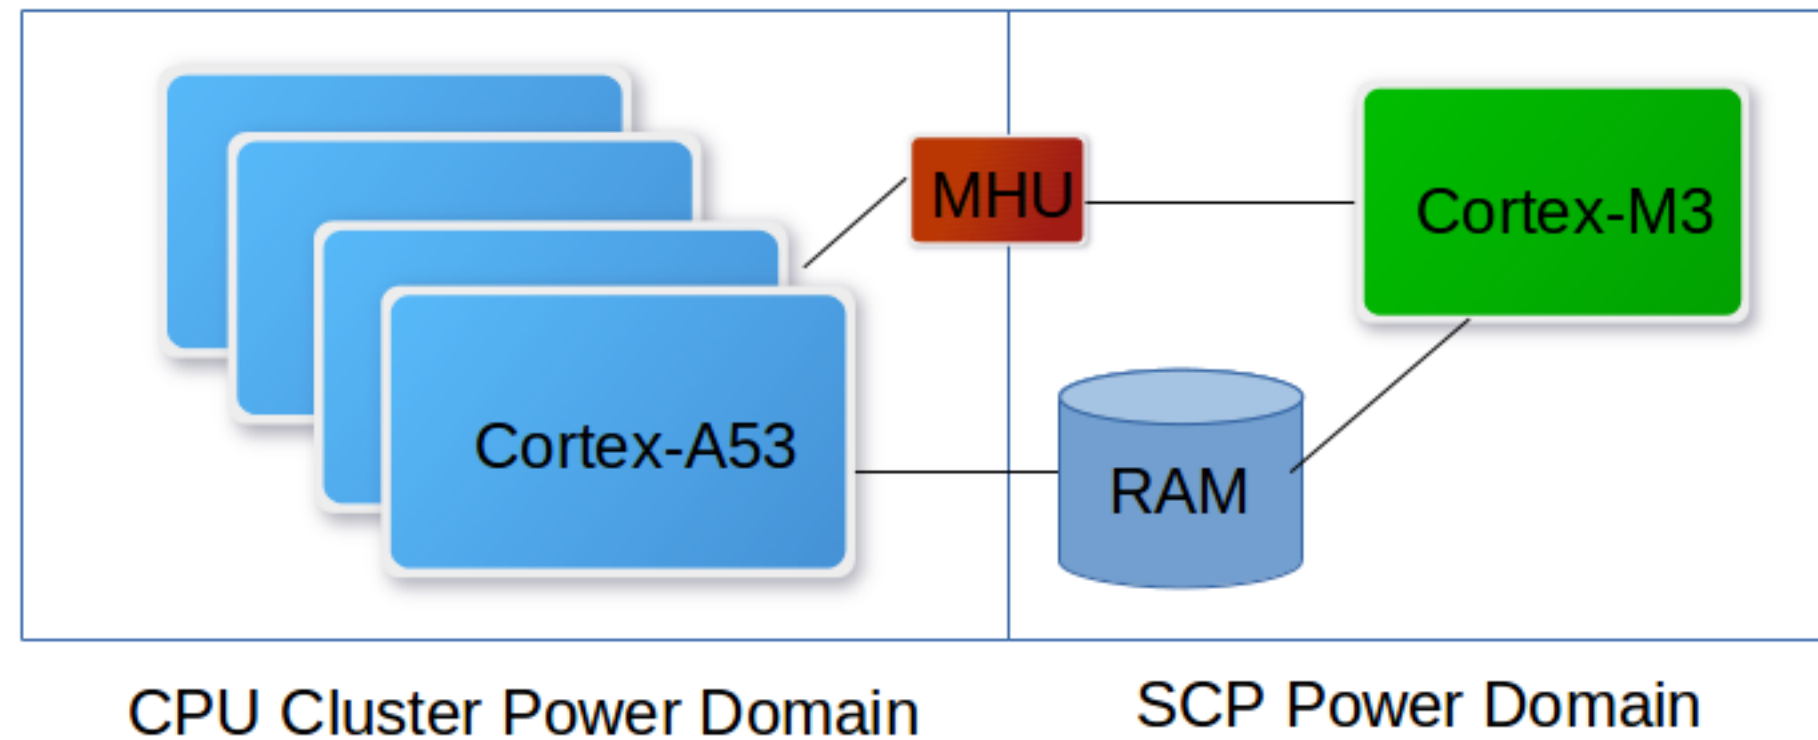 MHU
Cortex-M3
Cortex-A53
RAM
CPU Cluster Power Domain
SCP Power Domain